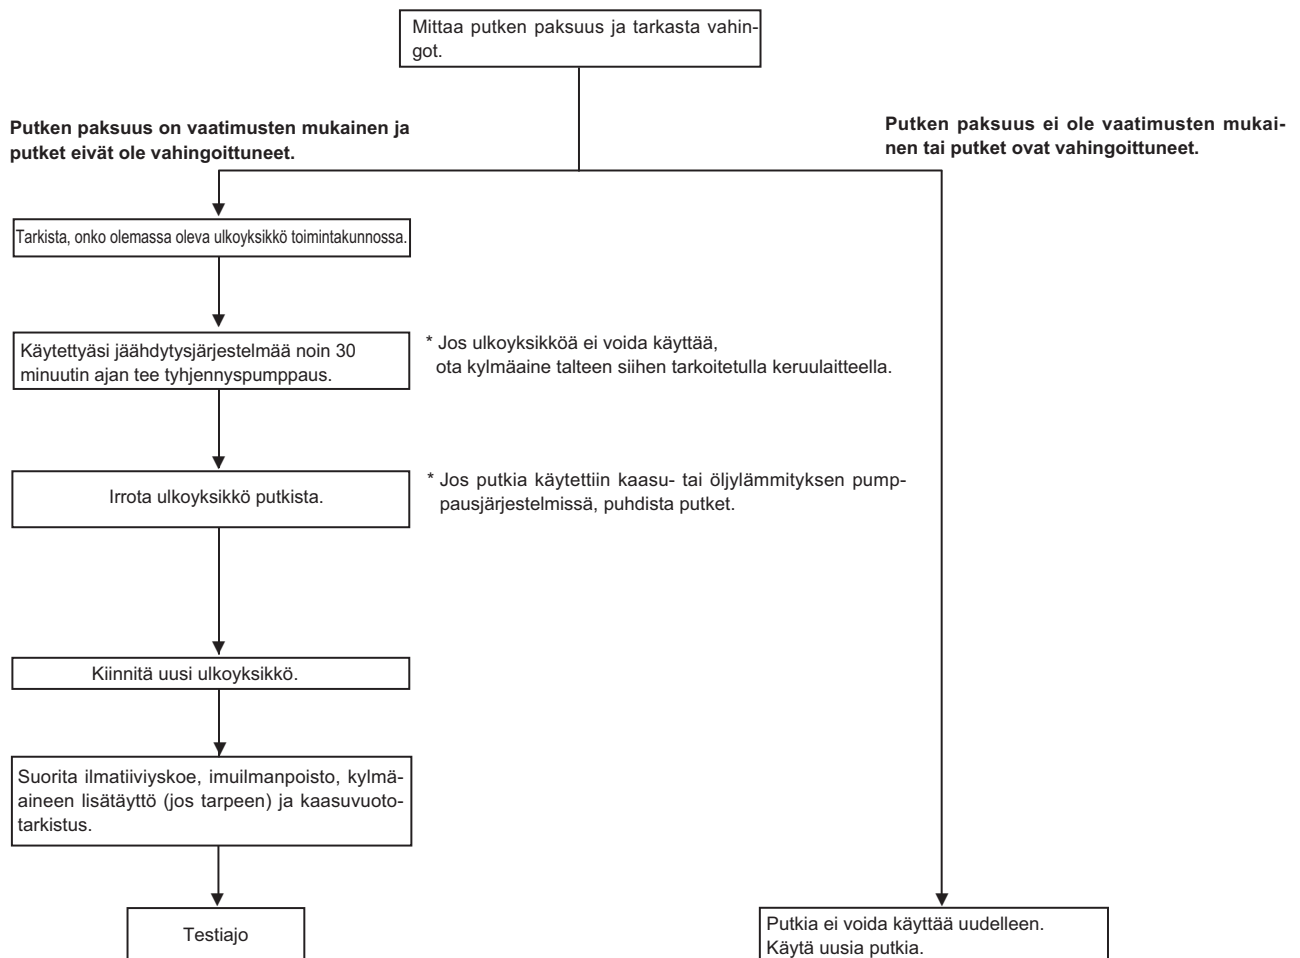 Mittaa putken paksuus ja tarkasta vahin-
got.
Putken paksuus on vaatimusten mukainen ja
putket eivät ole vahingoittuneet.
Putken paksuus ei ole vaatimusten mukai-
nen tai putket ovat vahingoittuneet.
Tarkista, onko olemassa oleva ulkoyksikkö toimintakunnossa.
Käytettyäsi jäähdytysjärjestelmää noin 30
minuutin ajan tee tyhjennyspumppaus.
* Jos ulkoyksikköä ei voida käyttää,
ota kylmäaine talteen siihen tarkoitetulla keruulaitteella.
Irrota ulkoyksikkö putkista.
* Jos putkia käytettiin kaasu- tai öljylämmityksen pump-
pausjärjestelmissä, puhdista putket.
Kiinnitä uusi ulkoyksikkö.
Suorita ilmatiiviyskoe, imuilmanpoisto, kylmä-
aineen lisätäyttö (jos tarpeen) ja kaasuvuoto-
tarkistus.
Testiajo
Putkia ei voida käyttää uudelleen.
Käytä uusia putkia.